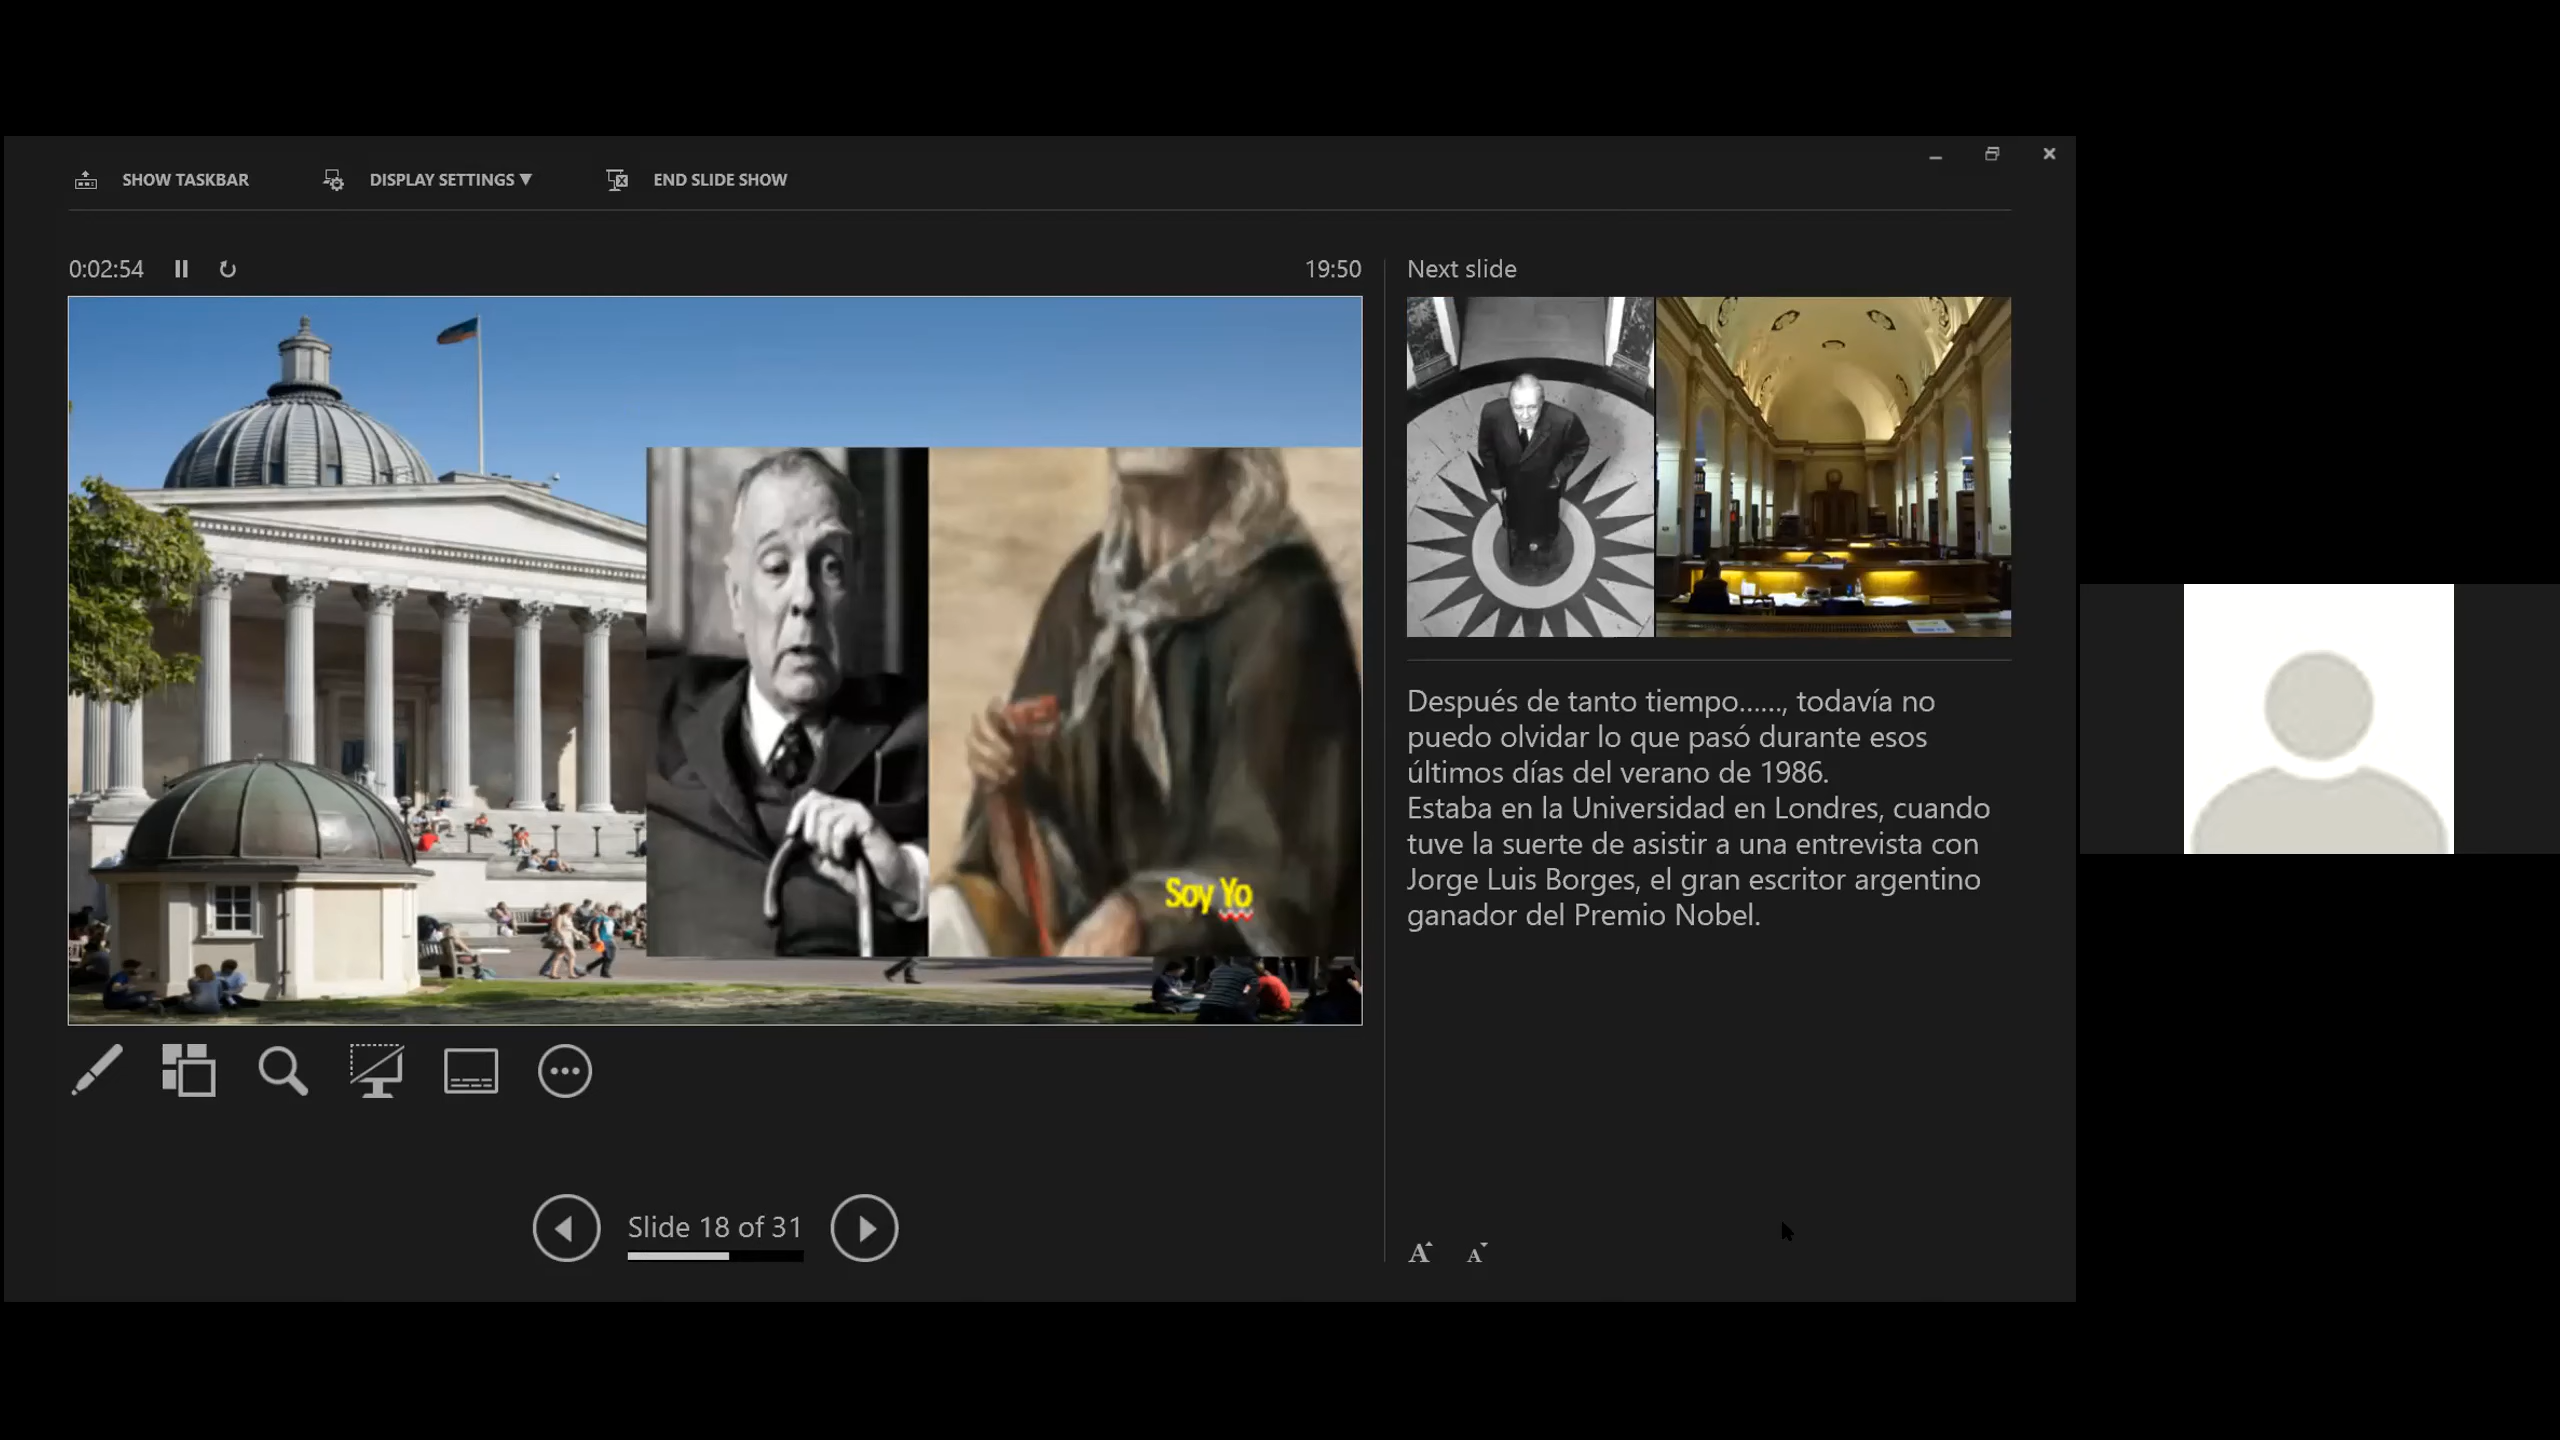 SHOW TASKBAR
DISPLAY SETTINGS ▼
END SLIDE SHOW
0:02:54
19:50
Soy Yo
Slide 18 of 31
Next slide
Después de tanto tiempo......, todavía no
puedo olvidar lo que pasó durante esos
últimos días del verano de 1986.
Estaba en la Universidad en Londres, cuando
tuve la suerte de asistir a una entrevista con
Jorge Luis Borges, el gran escritor argentino
ganador del Premio Nobel.
A A